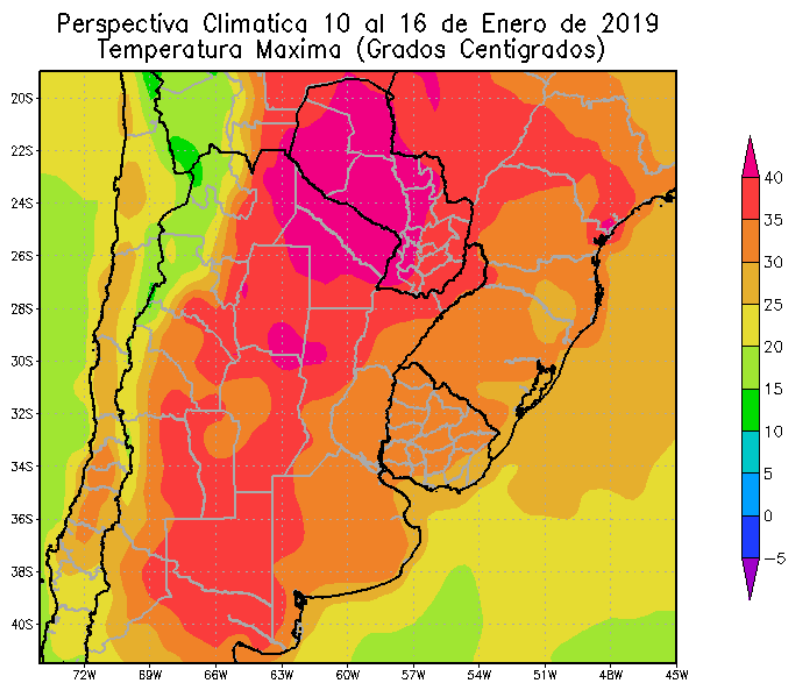 Perspectiva Climatica 10 al 16 de Enero de 2019
Temperatura Maxima (Grados Centigrados)
20S
22S
24S
26S
28S
30S
32S
34S
36S
38S
40S
72W 69W 66W 63W 60W 57W 54W 51W 48W 45W
40
35
30
25
20
15
10
5
0
-5